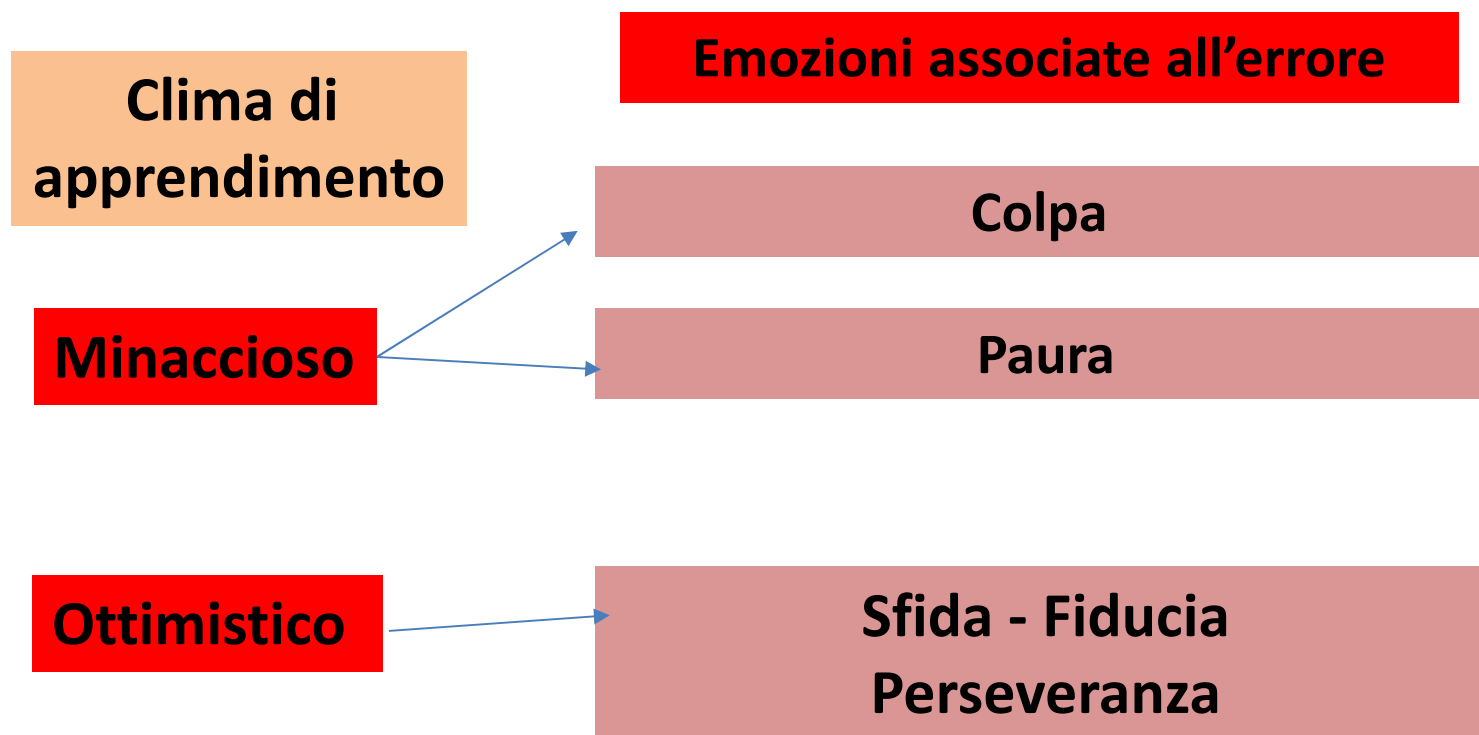 Emozioni associate all’errore
Clima di
apprendimento
Colpa
Minaccioso
Paura
Ottimistico
Sfida - Fiducia
Perseveranza